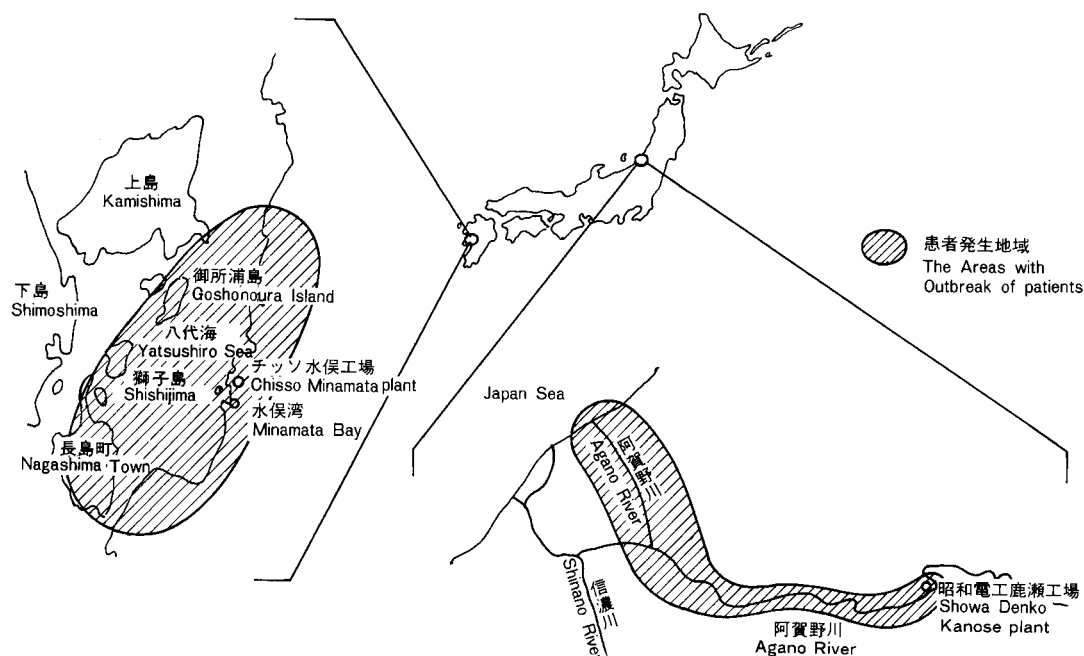 上島
Kamishima
御所浦島
Goshonoura Island
下島
Shimoshima
八代海
Yatsushiro Sea
チッソ水俣工場
Chisso Minamata plant
獅子島
Shishijima
水俣湾
Minamata Bay
長島町
Nagashima Town
患者発生地域
The Areas with
Outbreak of patients
Japan Sea
阿賀野川
Agano River
信濃川
Shinano River
昭和電工鹿瀬工場
Showa Denko
Kanose plant
阿賀野川
Agano River